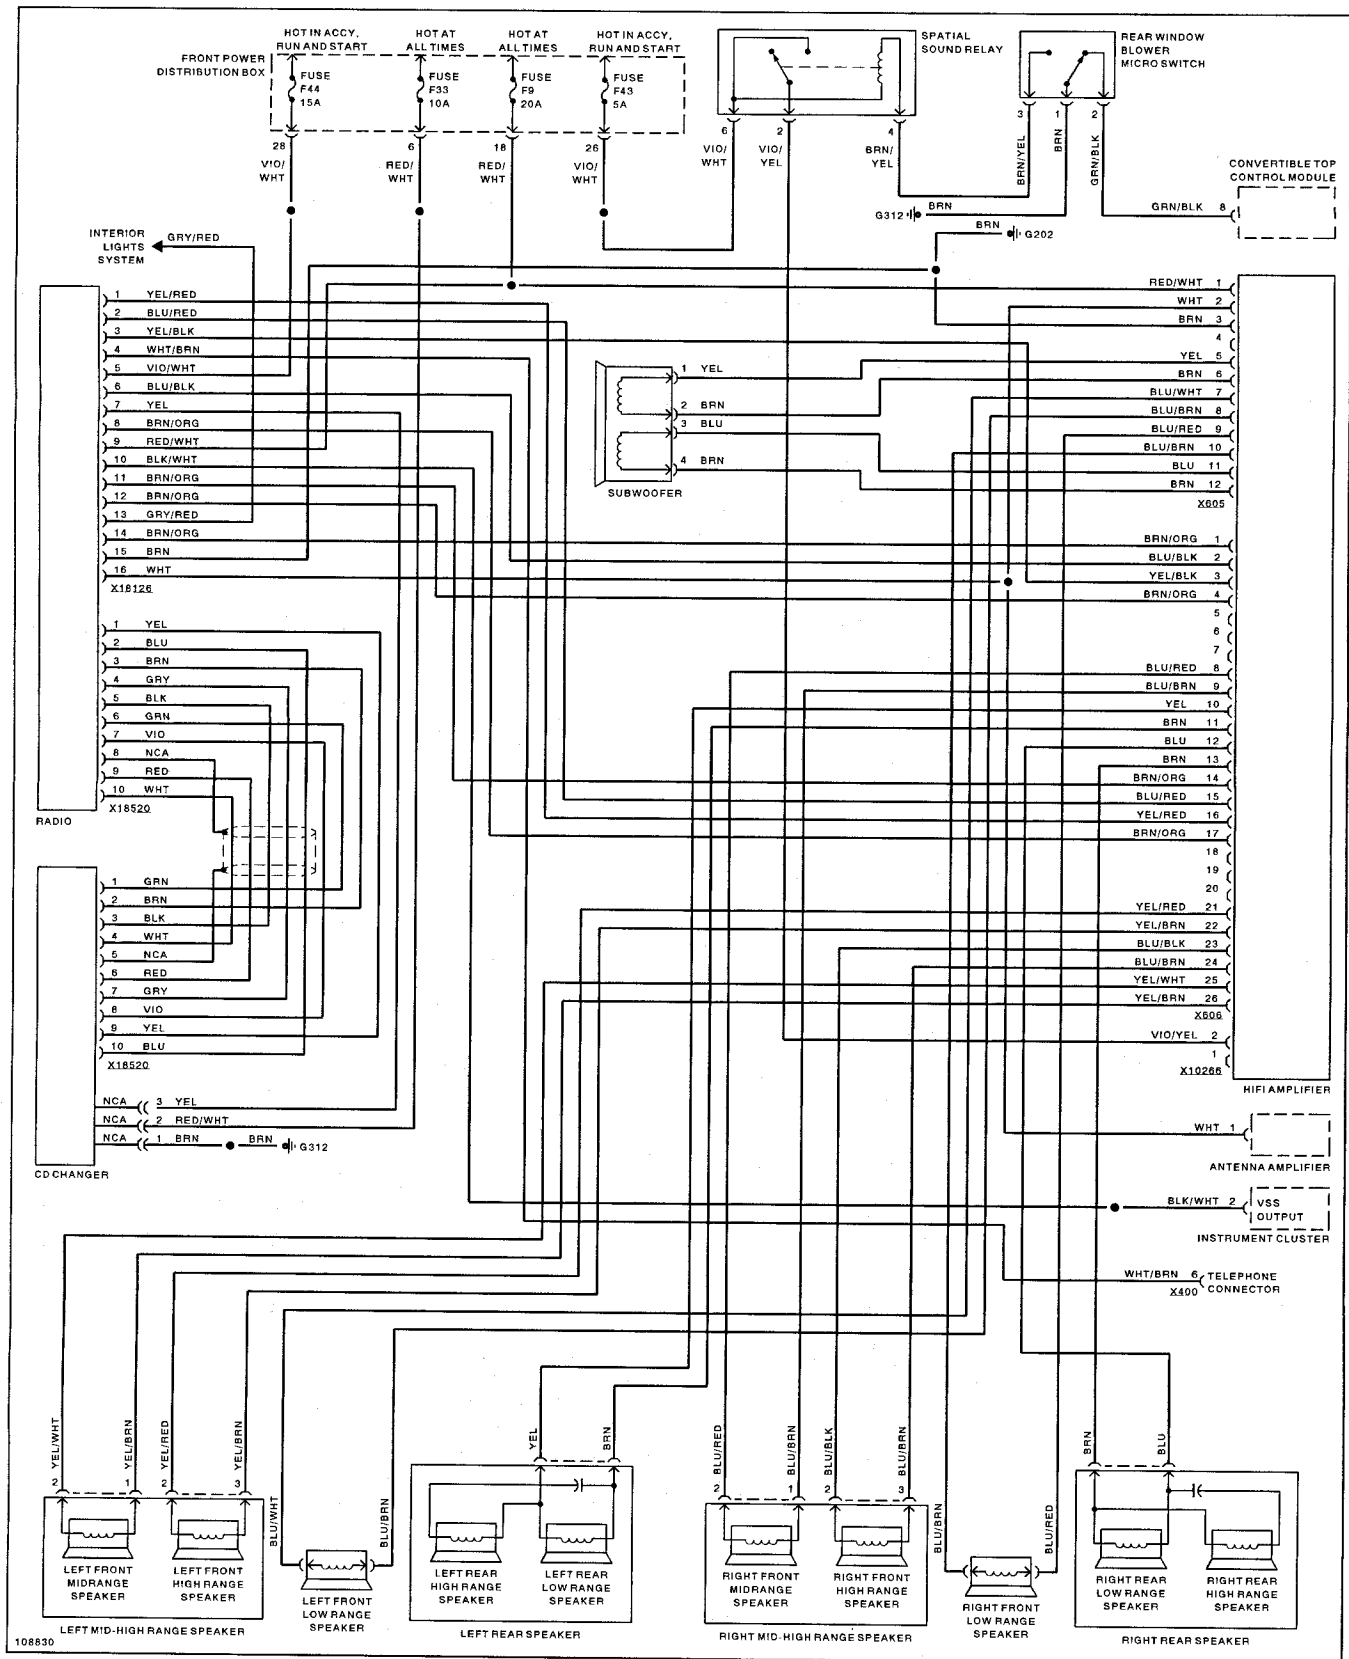 HOT IN ACCY,
RUN AND START
HOT AT
ALL TIMES
HOT AT
ALL TIMES
HOT IN ACCY,
RUN AND START
FRONT POWER
DISTRIBUTION BOX
FUSE
F44
15A
FUSE
F33
10A
FUSE
F9
20A
FUSE
F43
5A
SPATIAL
SOUND RELAY
REAR WINDOW
BLOWER
MICRO SWITCH
28
VIO/
WHT
6
RED/
WHT
18
RED/
WHT
26
VIO/
WHT
6
VIO/
WHT
2
VIO/
YEL
4
BRN/
YEL
3
BRN/YEL
1
BRN
2
GRN/BLK
CONVERTIBLE TOP
CONTROL MODULE
GRN/BLK 8
G312
BRN
BRN
G202
INTERIOR
LIGHTS
SYSTEM
GRY/RED
1 YEL/RED
2 BLU/RED
3 YEL/BLK
4 WHT/BRN
5 VIO/WHT
6 BLU/BLK
7 YEL
8 BRN/ORG
9 RED/WHT
10 BLK/WHT
11 BRN/ORG
12 BRN/ORG
13 GRY/RED
14 BRN/ORG
15 BRN
16 WHT
X18126
1 YEL
2 BLU
3 BRN
4 GRY
5 BLK
6 GRN
7 VIO
8 NCA
9 RED
10 WHT
X18520
RADIO
1 GRN
2 BRN
3 BLK
4 WHT
5 NCA
6 RED
7 GRY
8 VIO
9 YEL
10 BLU
X18520
NCA 3 YEL
NCA 2 RED/WHT
NCA 1 BRN BRN G312
CD CHANGER
1 YEL
2 BRN
3 BLU
4 BRN
SUBWOOFER
RED/WHT 1
WHT 2
BRN 3
4
YEL 5
BRN 6
BLU/WHT 7
BLU/BRN 8
BLU/RED 9
BLU/BRN 10
BLU 11
BRN 12
X605
BRN/ORG 1
BLU/BLK 2
YEL/BLK 3
BRN/ORG 4
5
6
7
BLU/RED 8
BLU/BRN 9
YEL 10
BRN 11
BLU 12
BRN 13
BRN/ORG 14
BLU/RED 15
YEL/RED 16
BRN/ORG 17
18
19
20
YEL/RED 21
YEL/BRN 22
BLU/BLK 23
BLU/BRN 24
YEL/WHT 25
YEL/BRN 26
X606
VIO/YEL 2
1
X10266
HIFI AMPLIFIER
WHT 1
ANTENNA AMPLIFIER
BLK/WHT 2
VSS
OUTPUT
INSTRUMENT CLUSTER
WHT/BRN 6
X400
TELEPHONE
CONNECTOR
2 YEL/WHT
1 YEL/BRN
2 YEL/RED
3 YEL/BRN
BLU/WHT
BLU/BRN
YEL
BRN
2 BLU/RED
1 BLU/BRN
2 BLU/BLK
3 BLU/BRN
BLU/BRN
BLU/RED
BRN
BLU
LEFT FRONT
MIDRANGE
SPEAKER
LEFT FRONT
HIGH RANGE
SPEAKER
LEFT MID-HIGH RANGE SPEAKER
LEFT FRONT
LOW RANGE
SPEAKER
LEFT REAR
HIGH RANGE
SPEAKER
LEFT REAR
LOW RANGE
SPEAKER
LEFT REAR SPEAKER
RIGHT FRONT
MIDRANGE
SPEAKER
RIGHT FRONT
HIGH RANGE
SPEAKER
RIGHT MID-HIGH RANGE SPEAKER
RIGHT FRONT
LOW RANGE
SPEAKER
RIGHT REAR
LOW RANGE
SPEAKER
RIGHT REAR
HIGH RANGE
SPEAKER
RIGHT REAR SPEAKER
108830